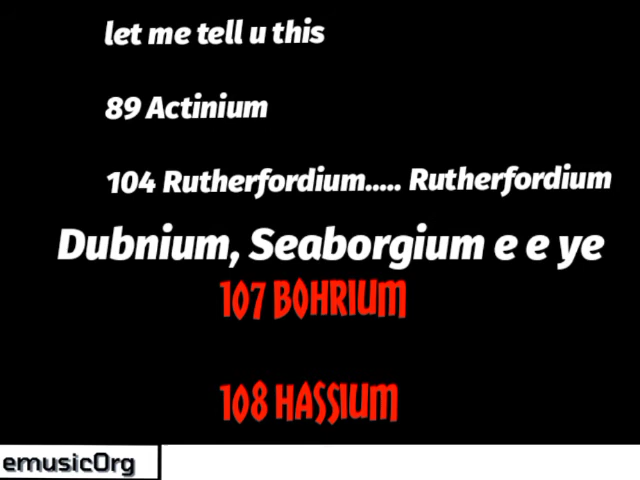 let me tell u this
89 Actinium
104 Rutherfordium..... Rutherfordium
Dubnium, Seaborgium e e ye
107 BOHRIUM
108 HASSIUM
emusicOrg